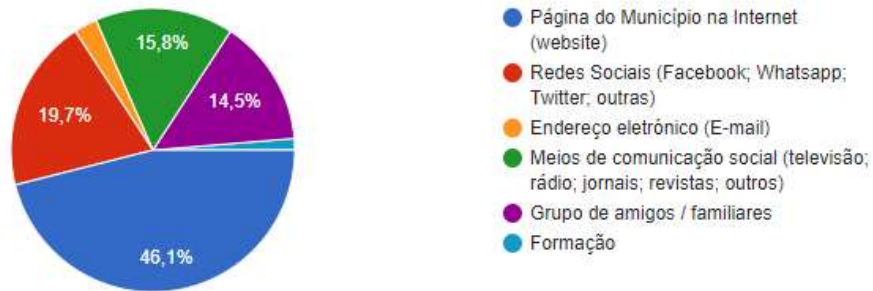 15,8%
14,5%
19,7%
46,1%
Página do Município na Internet
(website)
Redes Sociais (Facebook; Whatsapp;
Twitter; outras)
Endereço eletrónico (E-mail)
Meios de comunicação social (televisão;
rádio; jornais; revistas; outros)
Grupo de amigos / familiares
Formação